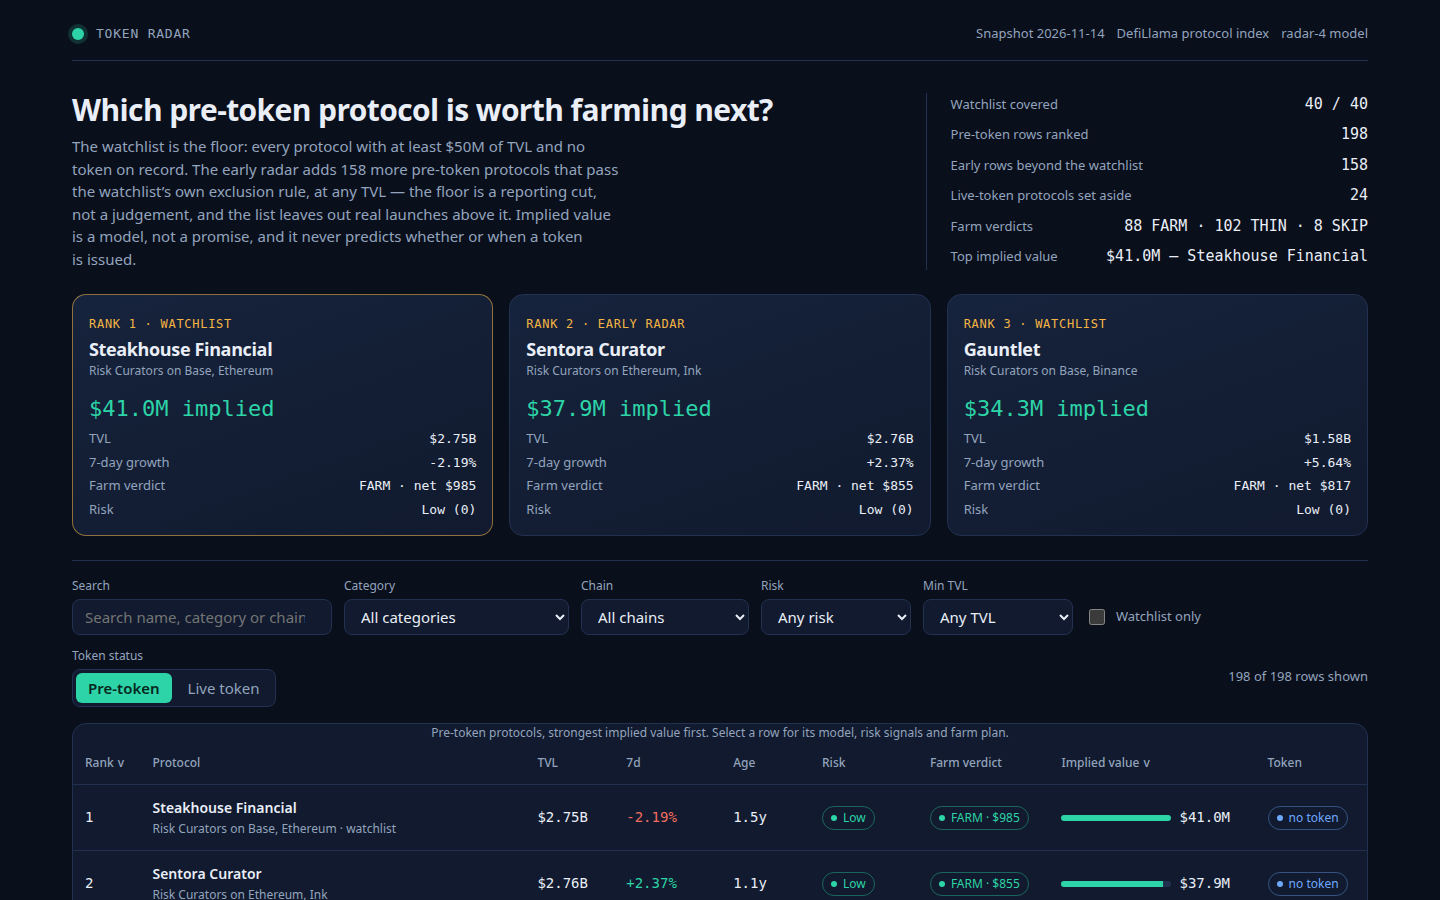 TOKEN RADAR
Snapshot 2026-11-14 DefiLlama protocol index radar-4 model
Which pre-token protocol is worth farming next?
The watchlist is the floor: every protocol with at least $50M of TVL and no
token on record. The early radar adds 158 more pre-token protocols that pass
the watchlist's own exclusion rule, at any TVL — the floor is a reporting cut,
not a judgement, and the list leaves out real launches above it. Implied value
is a model, not a promise, and it never predicts whether or when a token
is issued.
Watchlist covered 40 / 40
Pre-token rows ranked 198
Early rows beyond the watchlist 158
Live-token protocols set aside 24
Farm verdicts 88 FARM · 102 THIN · 8 SKIP
Top implied value $41.0M — Steakhouse Financial
RANK 1 · WATCHLIST
Steakhouse Financial
Risk Curators on Base, Ethereum
$41.0M implied
TVL $2.75B
7-day growth -2.19%
Farm verdict FARM · net $985
Risk Low (0)
RANK 2 · EARLY RADAR
Sentora Curator
Risk Curators on Ethereum, Ink
$37.9M implied
TVL $2.76B
7-day growth +2.37%
Farm verdict FARM · net $855
Risk Low (0)
RANK 3 · WATCHLIST
Gauntlet
Risk Curators on Base, Binance
$34.3M implied
TVL $1.58B
7-day growth +5.64%
Farm verdict FARM · net $817
Risk Low (0)
Search Category Chain Risk Min TVL
Search name, category or chain All categories All chains Any risk Any TVL Watchlist only
Token status
Pre-token Live token
198 of 198 rows shown
Pre-token protocols, strongest implied value first. Select a row for its model, risk signals and farm plan.
Rank v Protocol TVL 7d Age Risk Farm verdict Implied value v Token
1 Steakhouse Financial $2.75B -2.19% 1.5y Low FARM · $985 $41.0M no token
Risk Curators on Base, Ethereum · watchlist
2 Sentora Curator $2.76B +2.37% 1.1y Low FARM · $855 $37.9M no token
Risk Curators on Ethereum, Ink